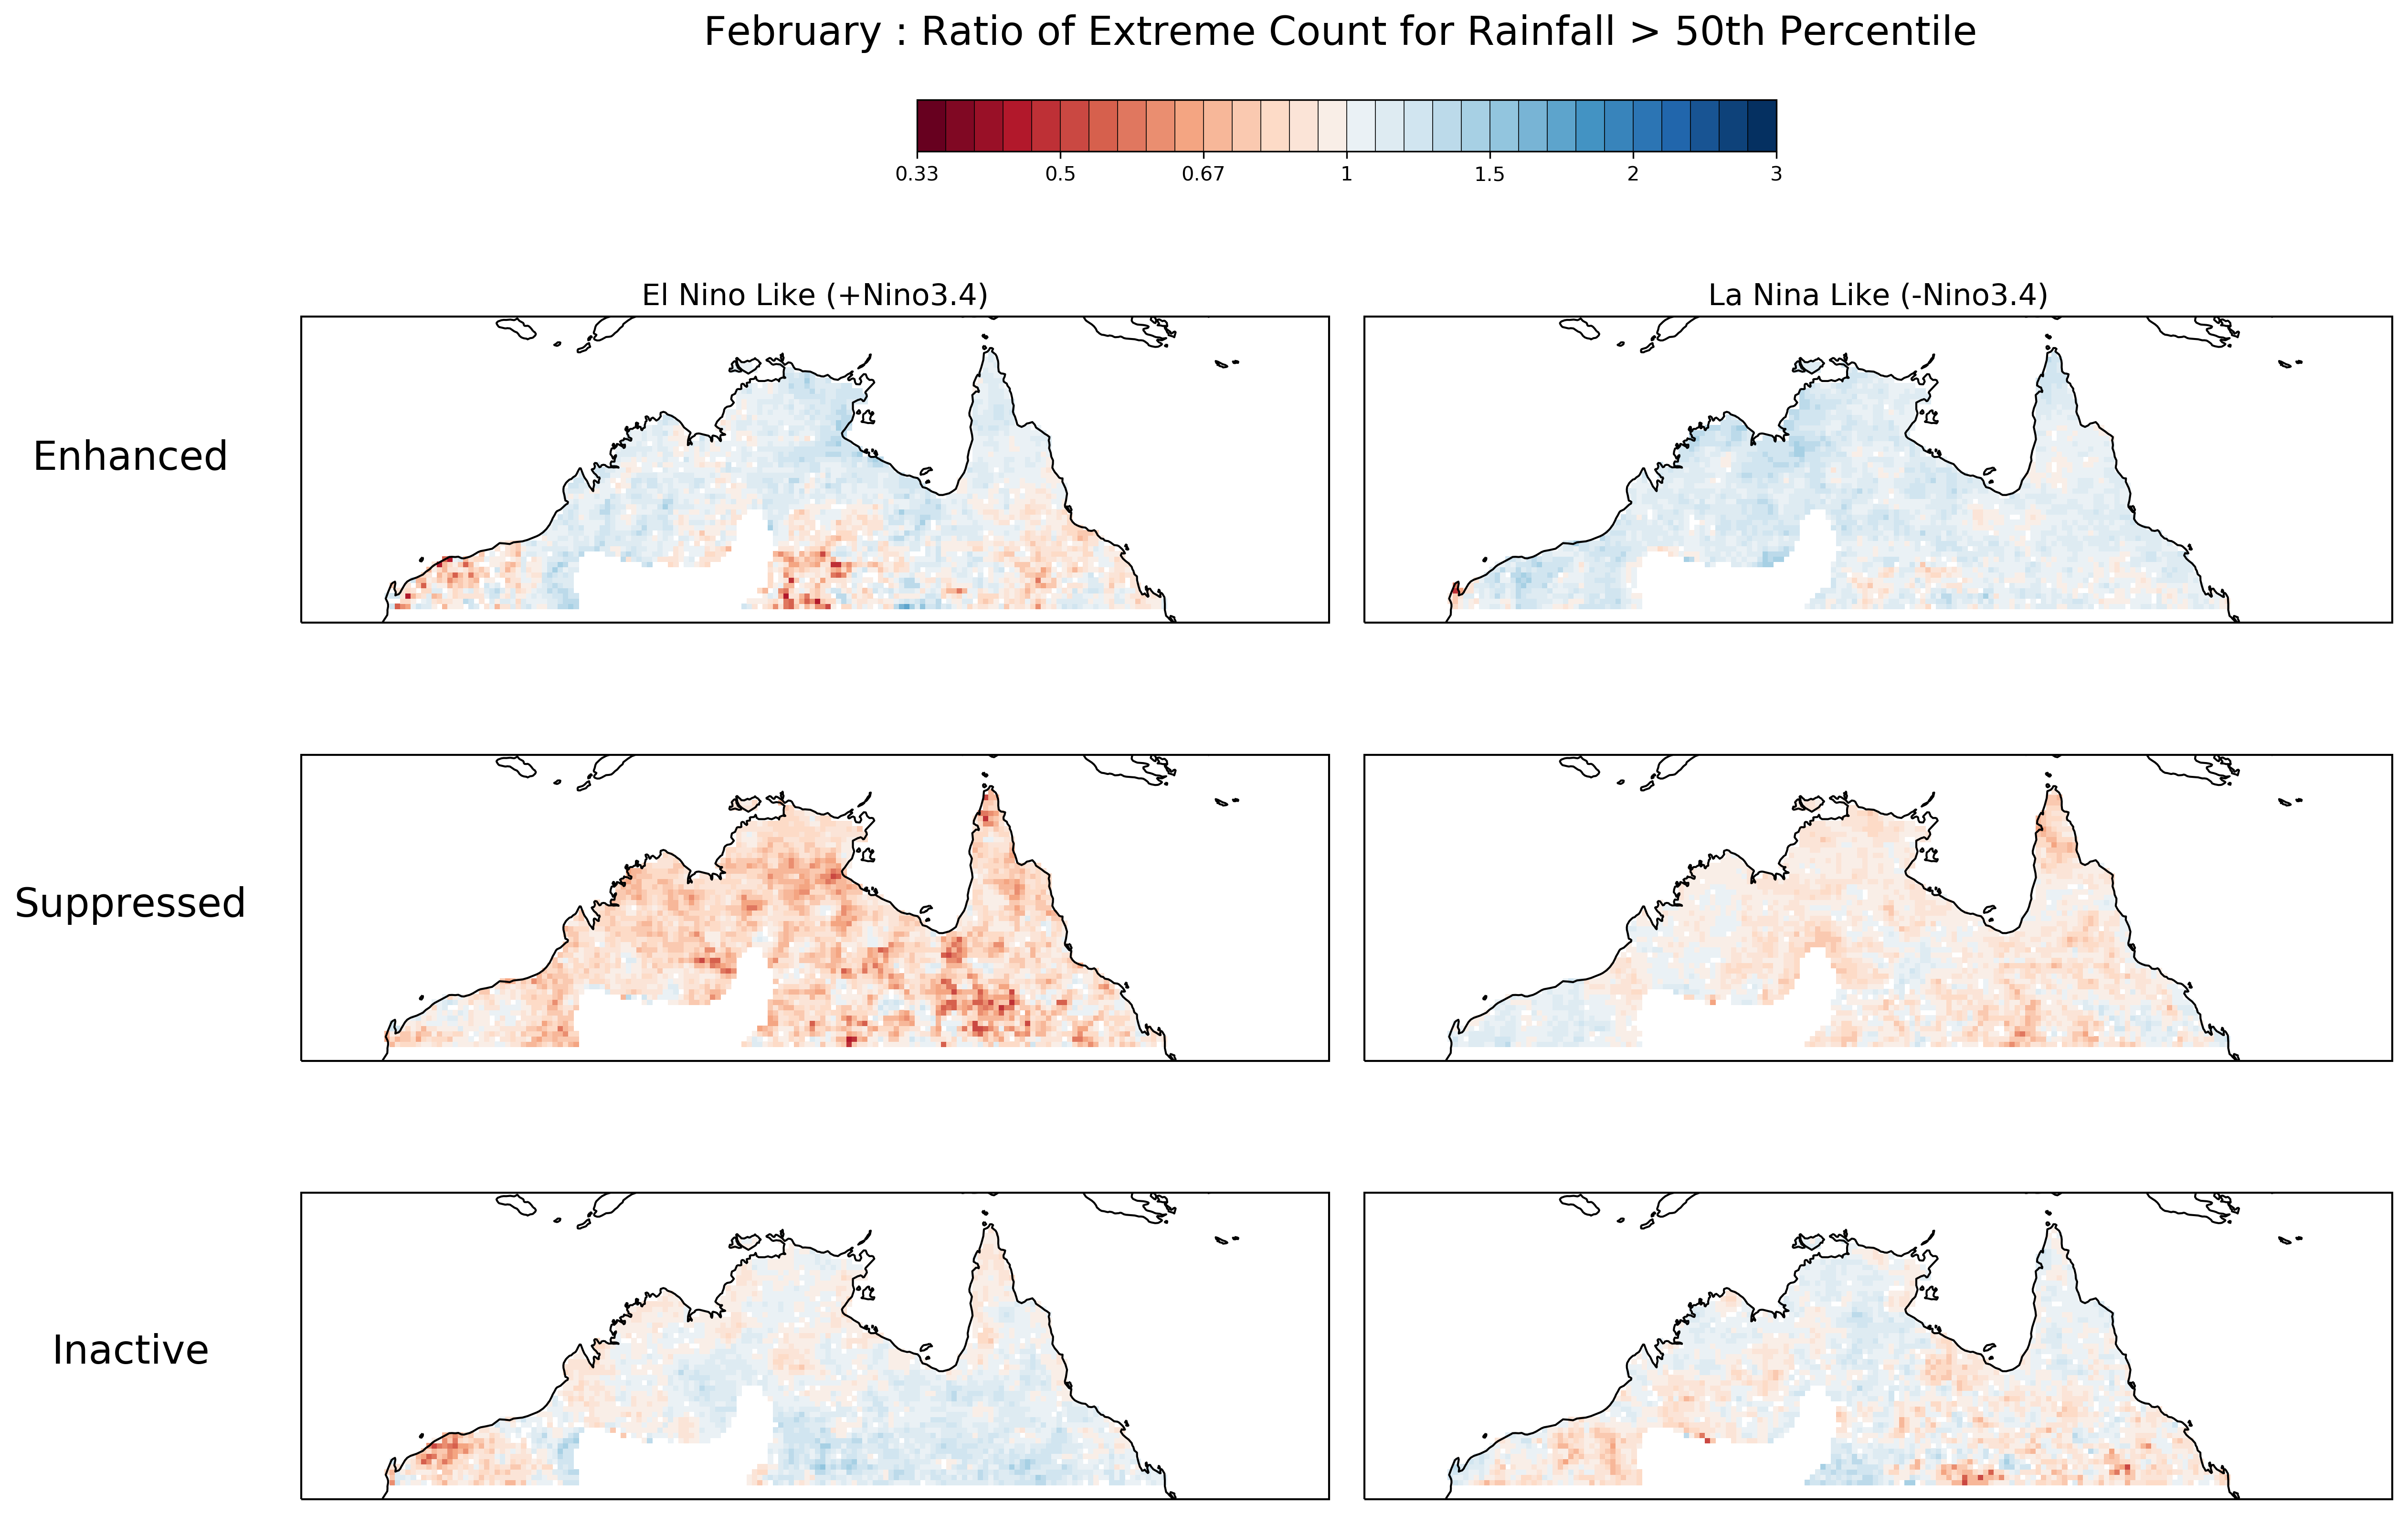 February : Ratio of Extreme Count for Rainfall > 50th Percentile
0.33 0.5 0.67 1 1.5 2 3
El Nino Like (+Nino3.4) La Nina Like (-Nino3.4)
Enhanced
Suppressed
Inactive